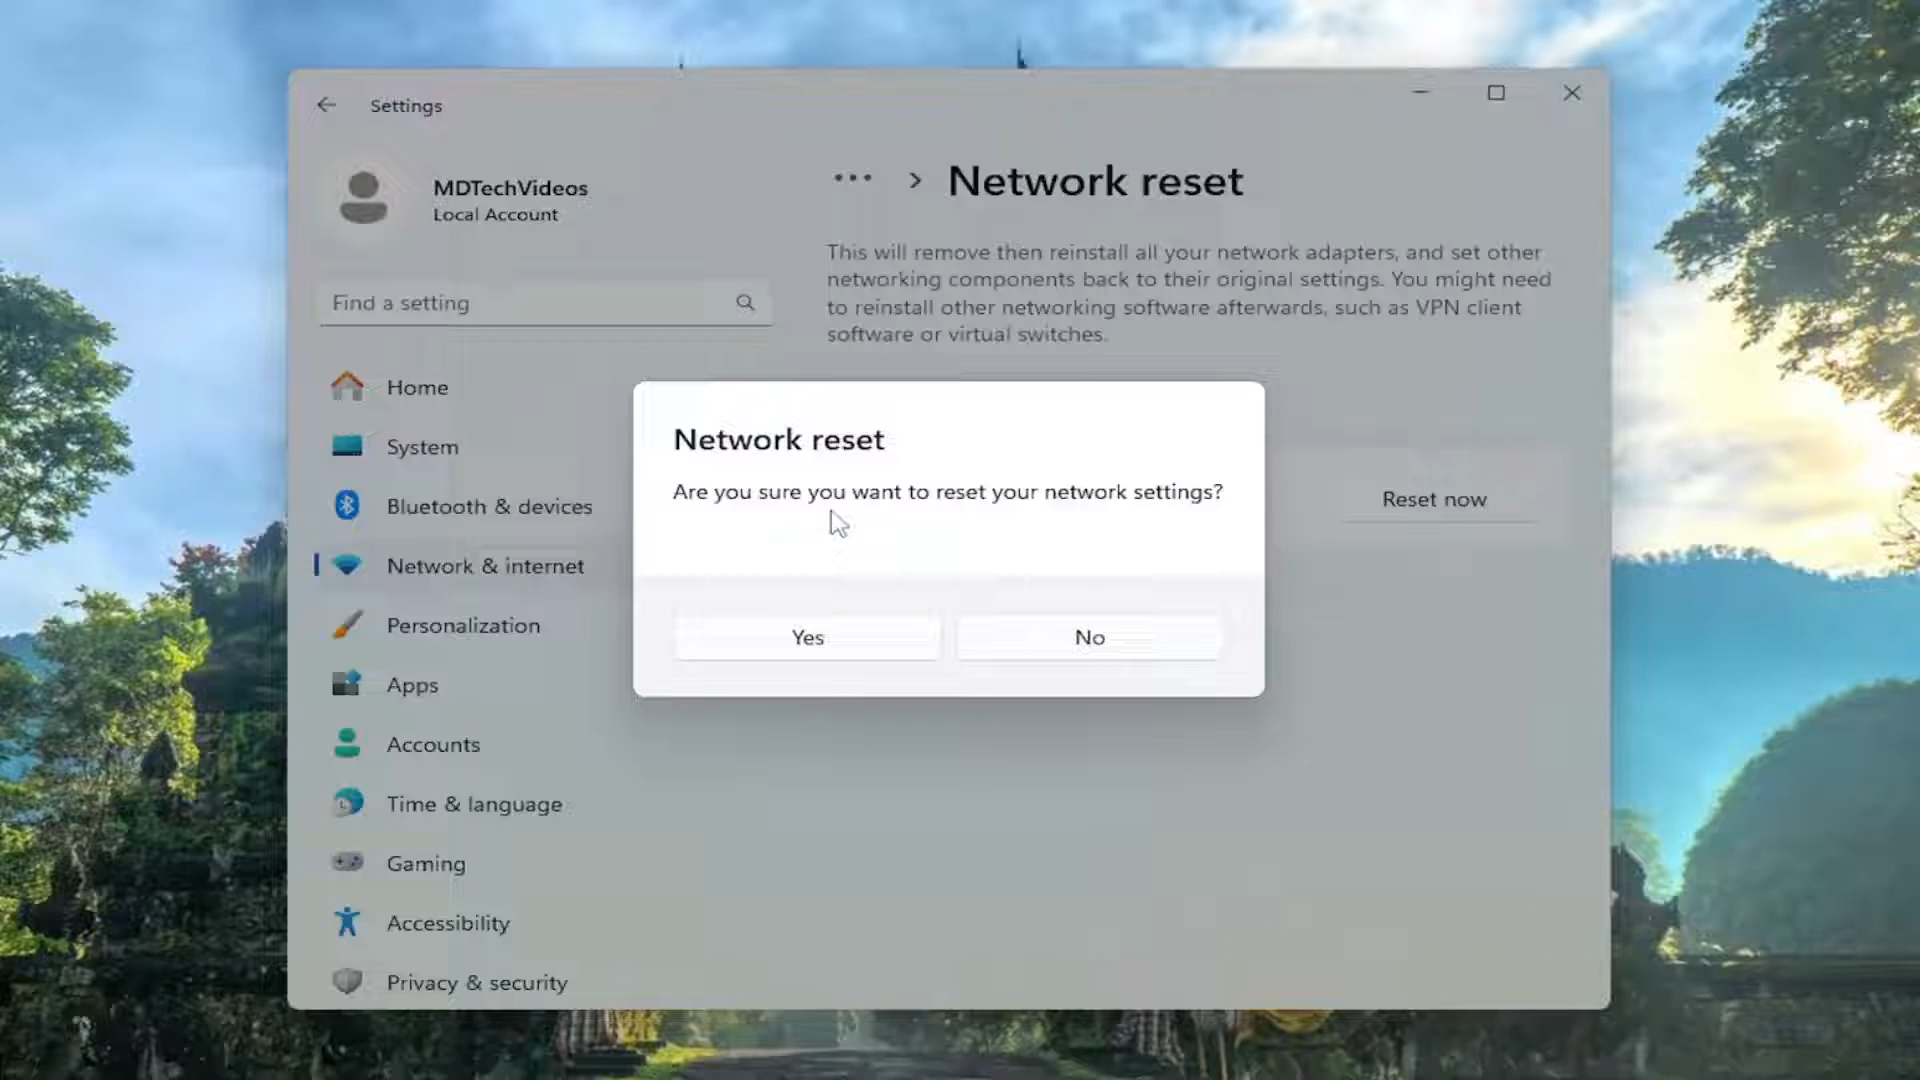 Settings
MDTechVideos
Local Account
Find a setting
Home
System
Bluetooth & devices
Network & internet
Personalization
Apps
Accounts
Time & language
Gaming
Accessibility
Privacy & security
··· > Network reset
This will remove then reinstall all your network adapters, and set other
networking components back to their original settings. You might need
to reinstall other networking software afterwards, such as VPN client
software or virtual switches.
Reset now
Network reset
Are you sure you want to reset your network settings?
Yes
No